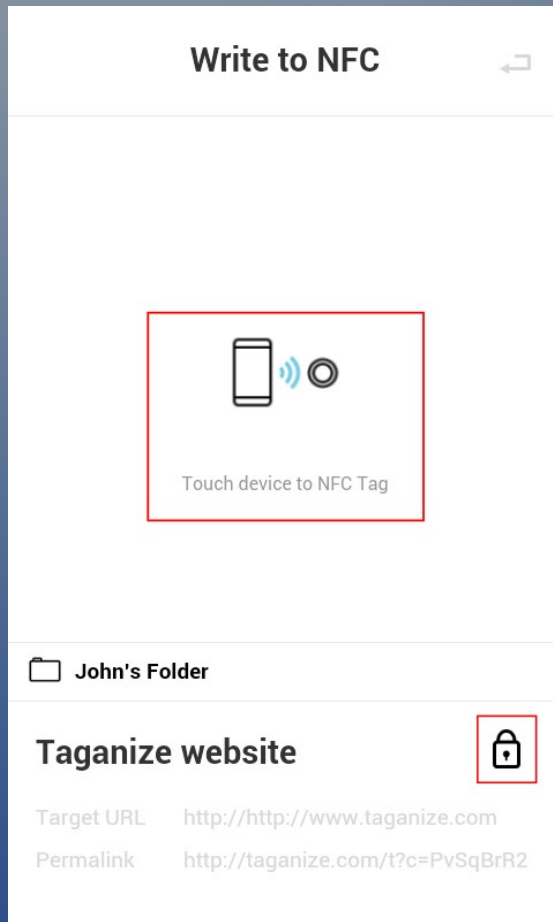 Write to NFC
Touch device to NFC Tag
John's Folder
Taganize website
Target URL http://http://www.taganize.com
Permalink http://taganize.com/t?c=PvSqBrR2